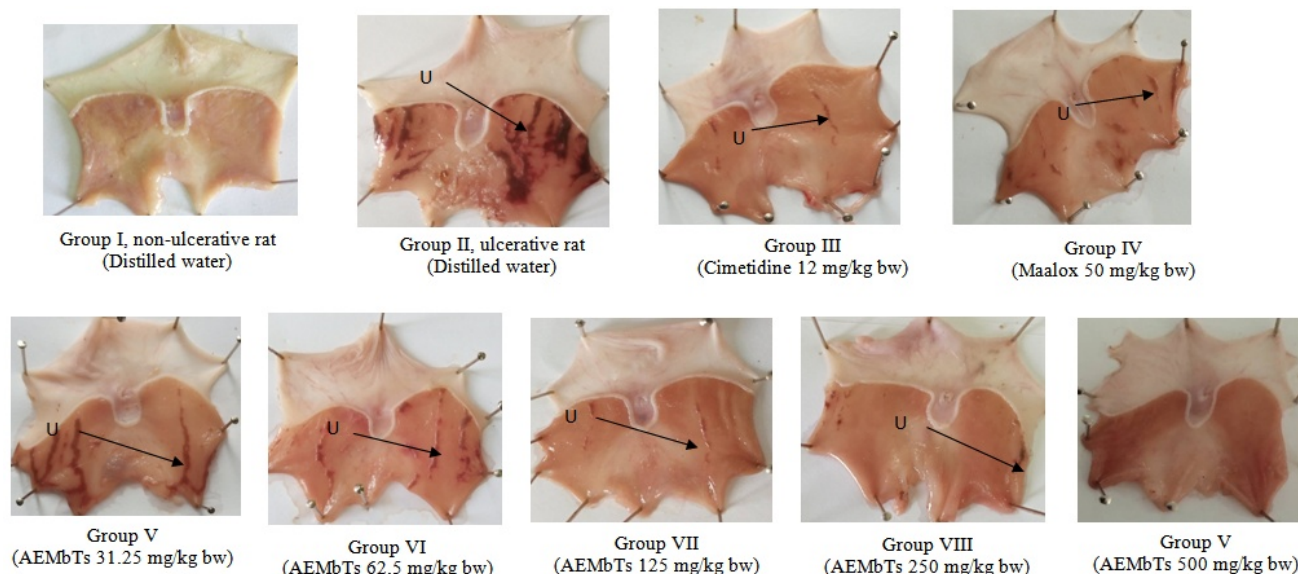 U
U
U
Group I, non-ulcerative rat
(Distilled water)
Group II, ulcerative rat
(Distilled water)
Group III
(Cimetidine 12 mg/kg bw)
Group IV
(Maalox 50 mg/kg bw)
U
U
U
U
Group V
(AEMbTs 31.25 mg/kg bw)
Group VI
(AEMbTs 62.5 mg/kg bw)
Group VII
(AEMbTs 125 mg/kg bw)
Group VIII
(AEMbTs 250 mg/kg bw)
Group V
(AEMbTs 500 mg/kg bw)